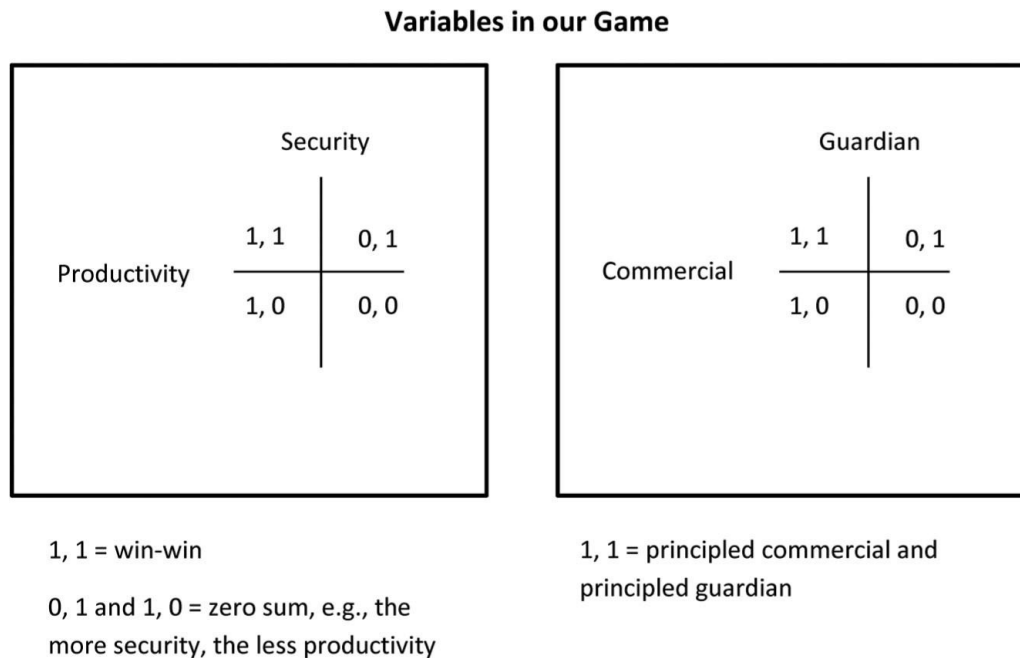 Variables in our Game
Security
1, 1 0, 1
Productivity
1, 0 0, 0
Guardian
1, 1 0, 1
Commercial
1, 0 0, 0
1, 1 = win-win
0, 1 and 1, 0 = zero sum, e.g., the
more security, the less productivity
1, 1 = principled commercial and
principled guardian